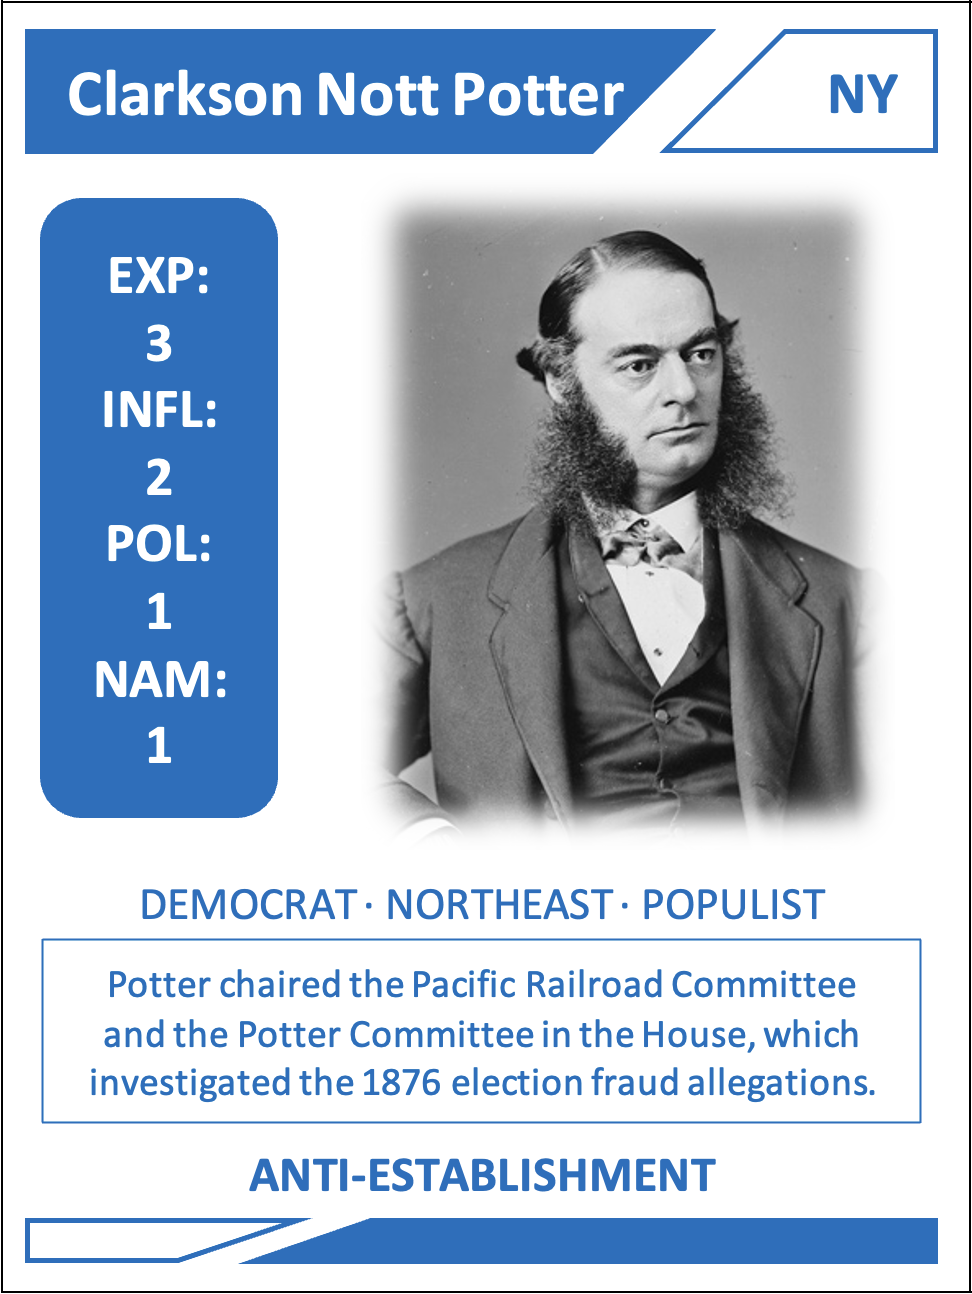 Clarkson Nott Potter
NY
EXP:
3
INFL:
2
POL:
1
NAM:
1
DEMOCRAT · NORTHEAST · POPULIST
Potter chaired the Pacific Railroad Committee
and the Potter Committee in the House, which
investigated the 1876 election fraud allegations.
ANTI-ESTABLISHMENT